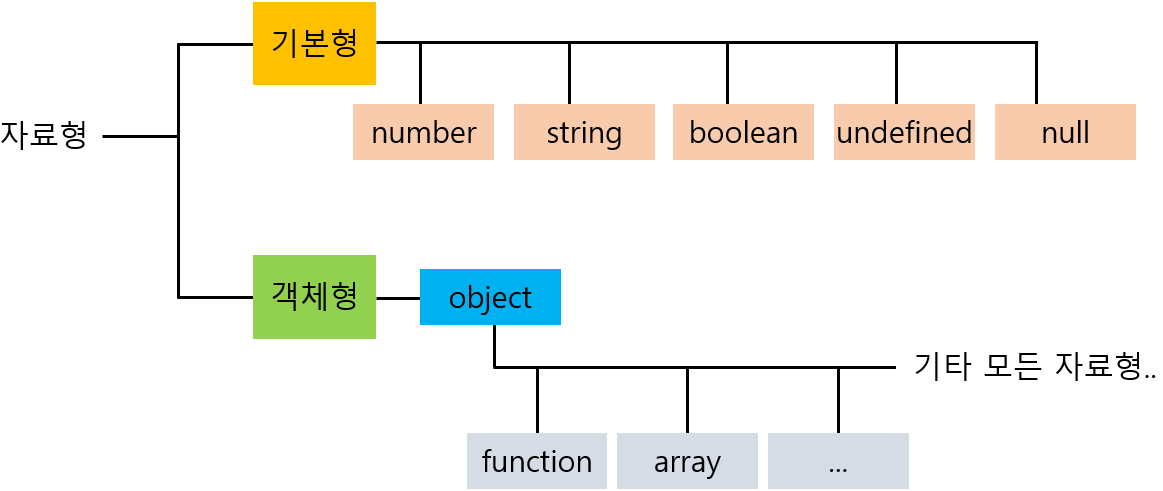 자료형
기본형
number
string
boolean
undefined
null
객체형
object
기타 모든 자료형..
function
array
...